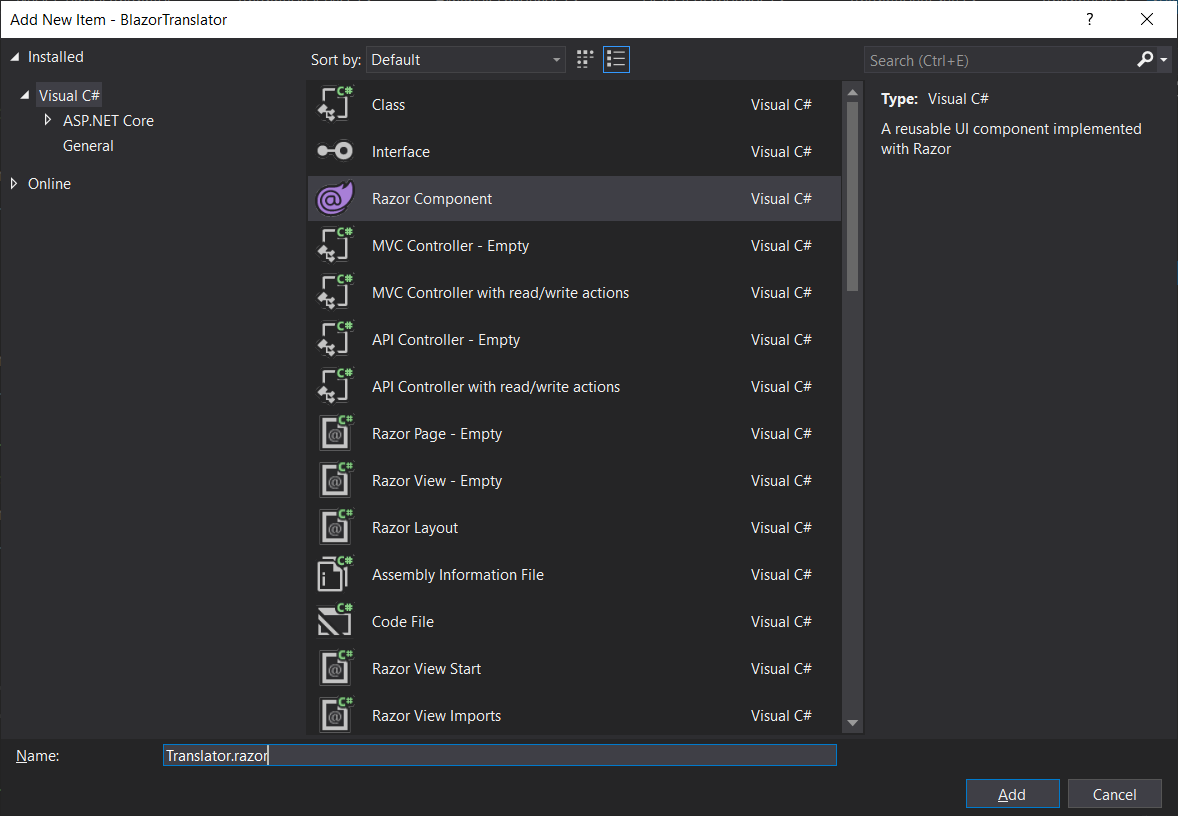 Add New Item - BlazorTranslator
?
Installed
Visual C#
ASP.NET Core
General
Online
Sort by: Default
Class Visual C#
Interface Visual C#
Razor Component Visual C#
MVC Controller - Empty Visual C#
MVC Controller with read/write actions Visual C#
API Controller - Empty Visual C#
API Controller with read/write actions Visual C#
Razor Page - Empty Visual C#
Razor View - Empty Visual C#
Razor Layout Visual C#
Assembly Information File Visual C#
Code File Visual C#
Razor View Start Visual C#
Razor View Imports Visual C#
Search (Ctrl+E)
Type: Visual C#
A reusable UI component implemented
with Razor
Name: Translator.razor
Add Cancel